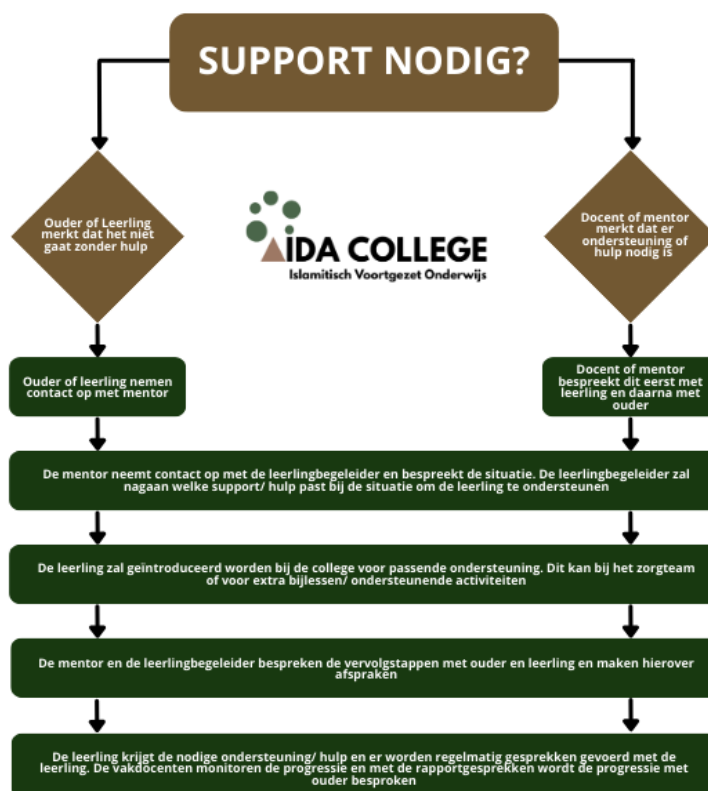 SUPPORT NODIG?
Ouder of Leerling
merkt dat het niet
gaat zonder hulp
IDA COLLEGE
Islamitisch Voortgezet Onderwijs
Docent of mentor
merkt dat er
ondersteuning of
hulp nodig is
Ouder of leerling nemen
contact op met mentor
Docent of mentor
bespreekt dit eerst met
leerling en daarna met
ouder
De mentor neemt contact op met de leerlingbegeleider en bespreekt de situatie. De leerlingbegeleider zal
nagaan welke support/ hulp past bij de situatie om de leerling te ondersteunen
De leerling zal geïntroduceerd worden bij de college voor passende ondersteuning. Dit kan bij het zorgteam
of voor extra bijlessen/ ondersteunende activiteiten
De mentor en de leerlingbegeleider bespreken de vervolgstappen met ouder en leerling en maken hierover
afspraken
De leerling krijgt de nodige ondersteuning/ hulp en er worden regelmatig gesprekken gevoerd met de
leerling. De vakdocenten monitoren de progressie en met de rapportgesprekken wordt de progressie met
ouder besproken